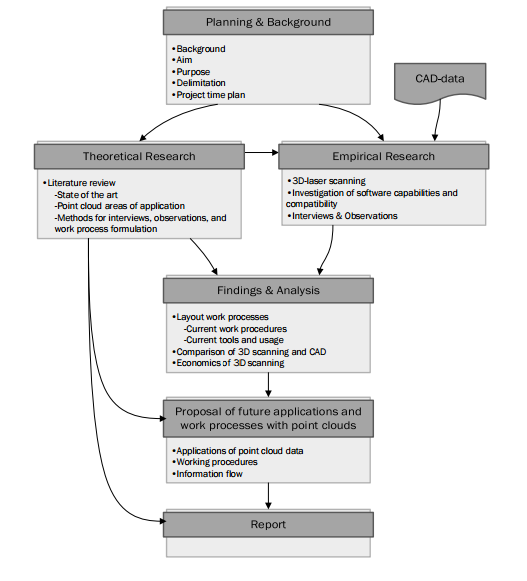 Planning & Background
•Background
•Aim
•Purpose
•Delimitation
•Project time plan
CAD-data
Theoretical Research
•Literature review
-State of the art
-Point cloud areas of application
-Methods for interviews, observations, and
work process formulation
Empirical Research
•3D-laser scanning
•Investigation of software capabilities and
compatibility
•Interviews & Observations
Findings & Analysis
•Layout work processes
-Current work procedures
-Current tools and usage
•Comparison of 3D scanning and CAD
•Economics of 3D scanning
Proposal of future applications and
work processes with point clouds
•Applications of point cloud data
•Working procedures
•Information flow
Report